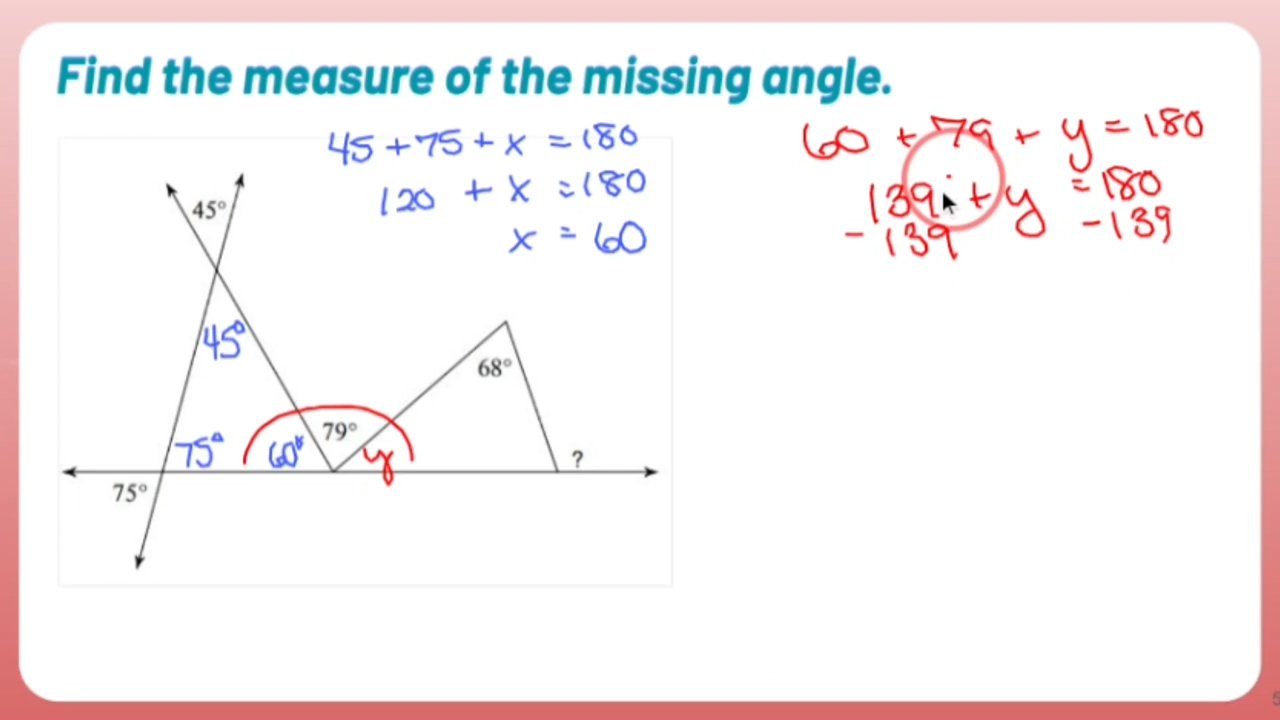 Find the measure of the missing angle.
45 + 75 + x = 180
120 + x = 180
x = 60
60 + 79 + y = 180
139 + y = 180
- 139 - 139
45°
45°
68°
75° 60° 79° y ?
75°